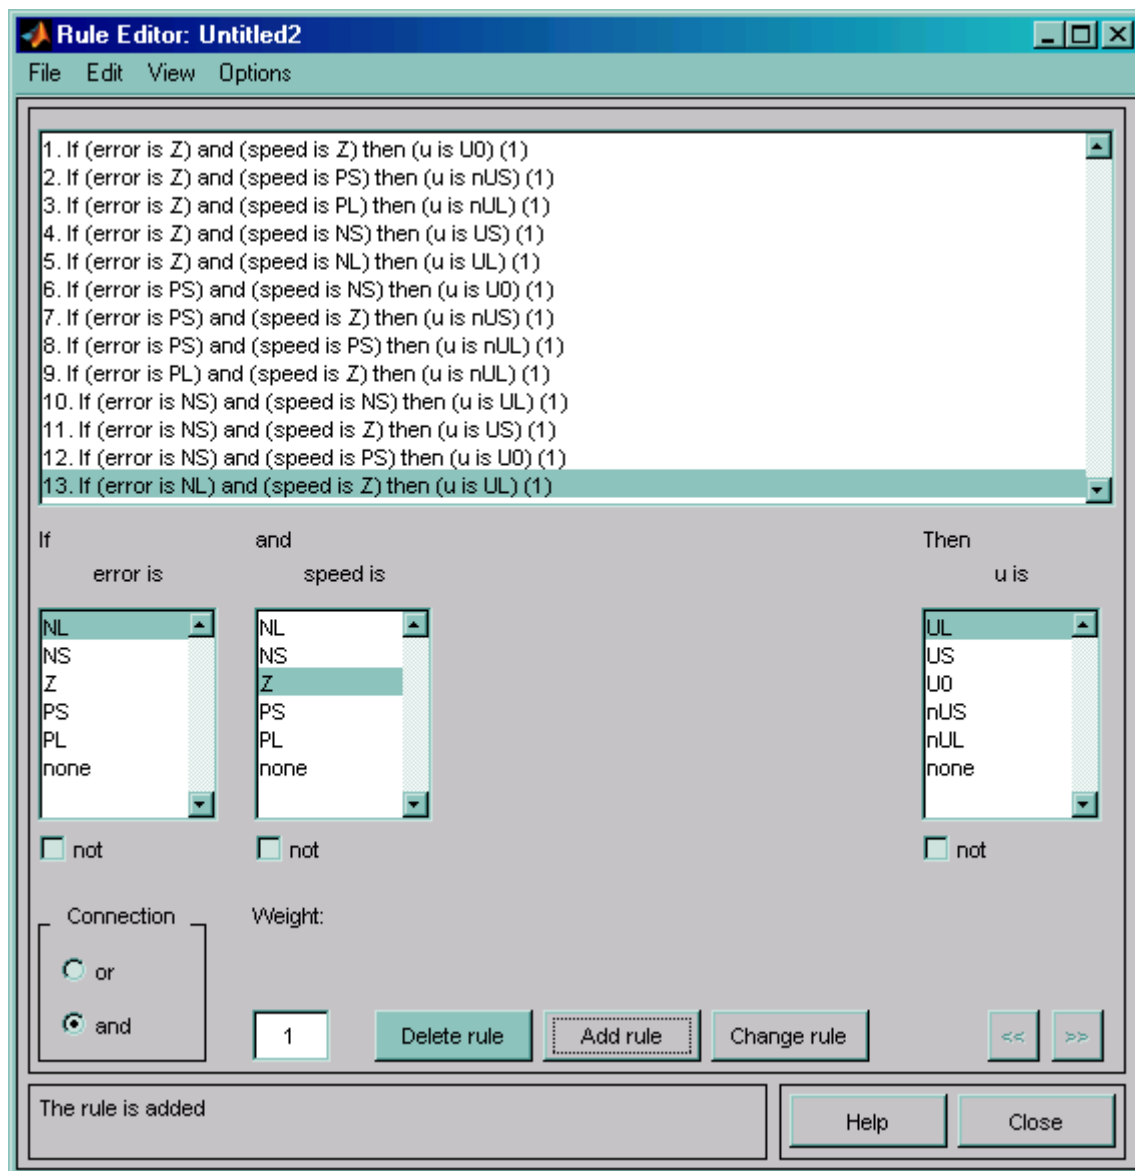 Rule Editor: Untitled2
File Edit View Options
1. If (error is Z) and (speed is Z) then (u is U0) (1)
2. If (error is Z) and (speed is PS) then (u is nUS) (1)
3. If (error is Z) and (speed is PL) then (u is nUL) (1)
4. If (error is Z) and (speed is NS) then (u is US) (1)
5. If (error is Z) and (speed is NL) then (u is UL) (1)
6. If (error is PS) and (speed is NS) then (u is U0) (1)
7. If (error is PS) and (speed is Z) then (u is nUS) (1)
8. If (error is PS) and (speed is PS) then (u is nUL) (1)
9. If (error is PL) and (speed is Z) then (u is nUL) (1)
10. If (error is NS) and (speed is NS) then (u is UL) (1)
11. If (error is NS) and (speed is Z) then (u is US) (1)
12. If (error is NS) and (speed is PS) then (u is U0) (1)
13. If (error is NL) and (speed is Z) then (u is UL) (1)
If and Then
error is speed is u is
NL NL UL
NS NS US
Z Z U0
PS PS nUS
PL PL nUL
none none none
not not not
Connection Weight:
or
and 1 Delete rule Add rule Change rule << >>
The rule is added Help Close